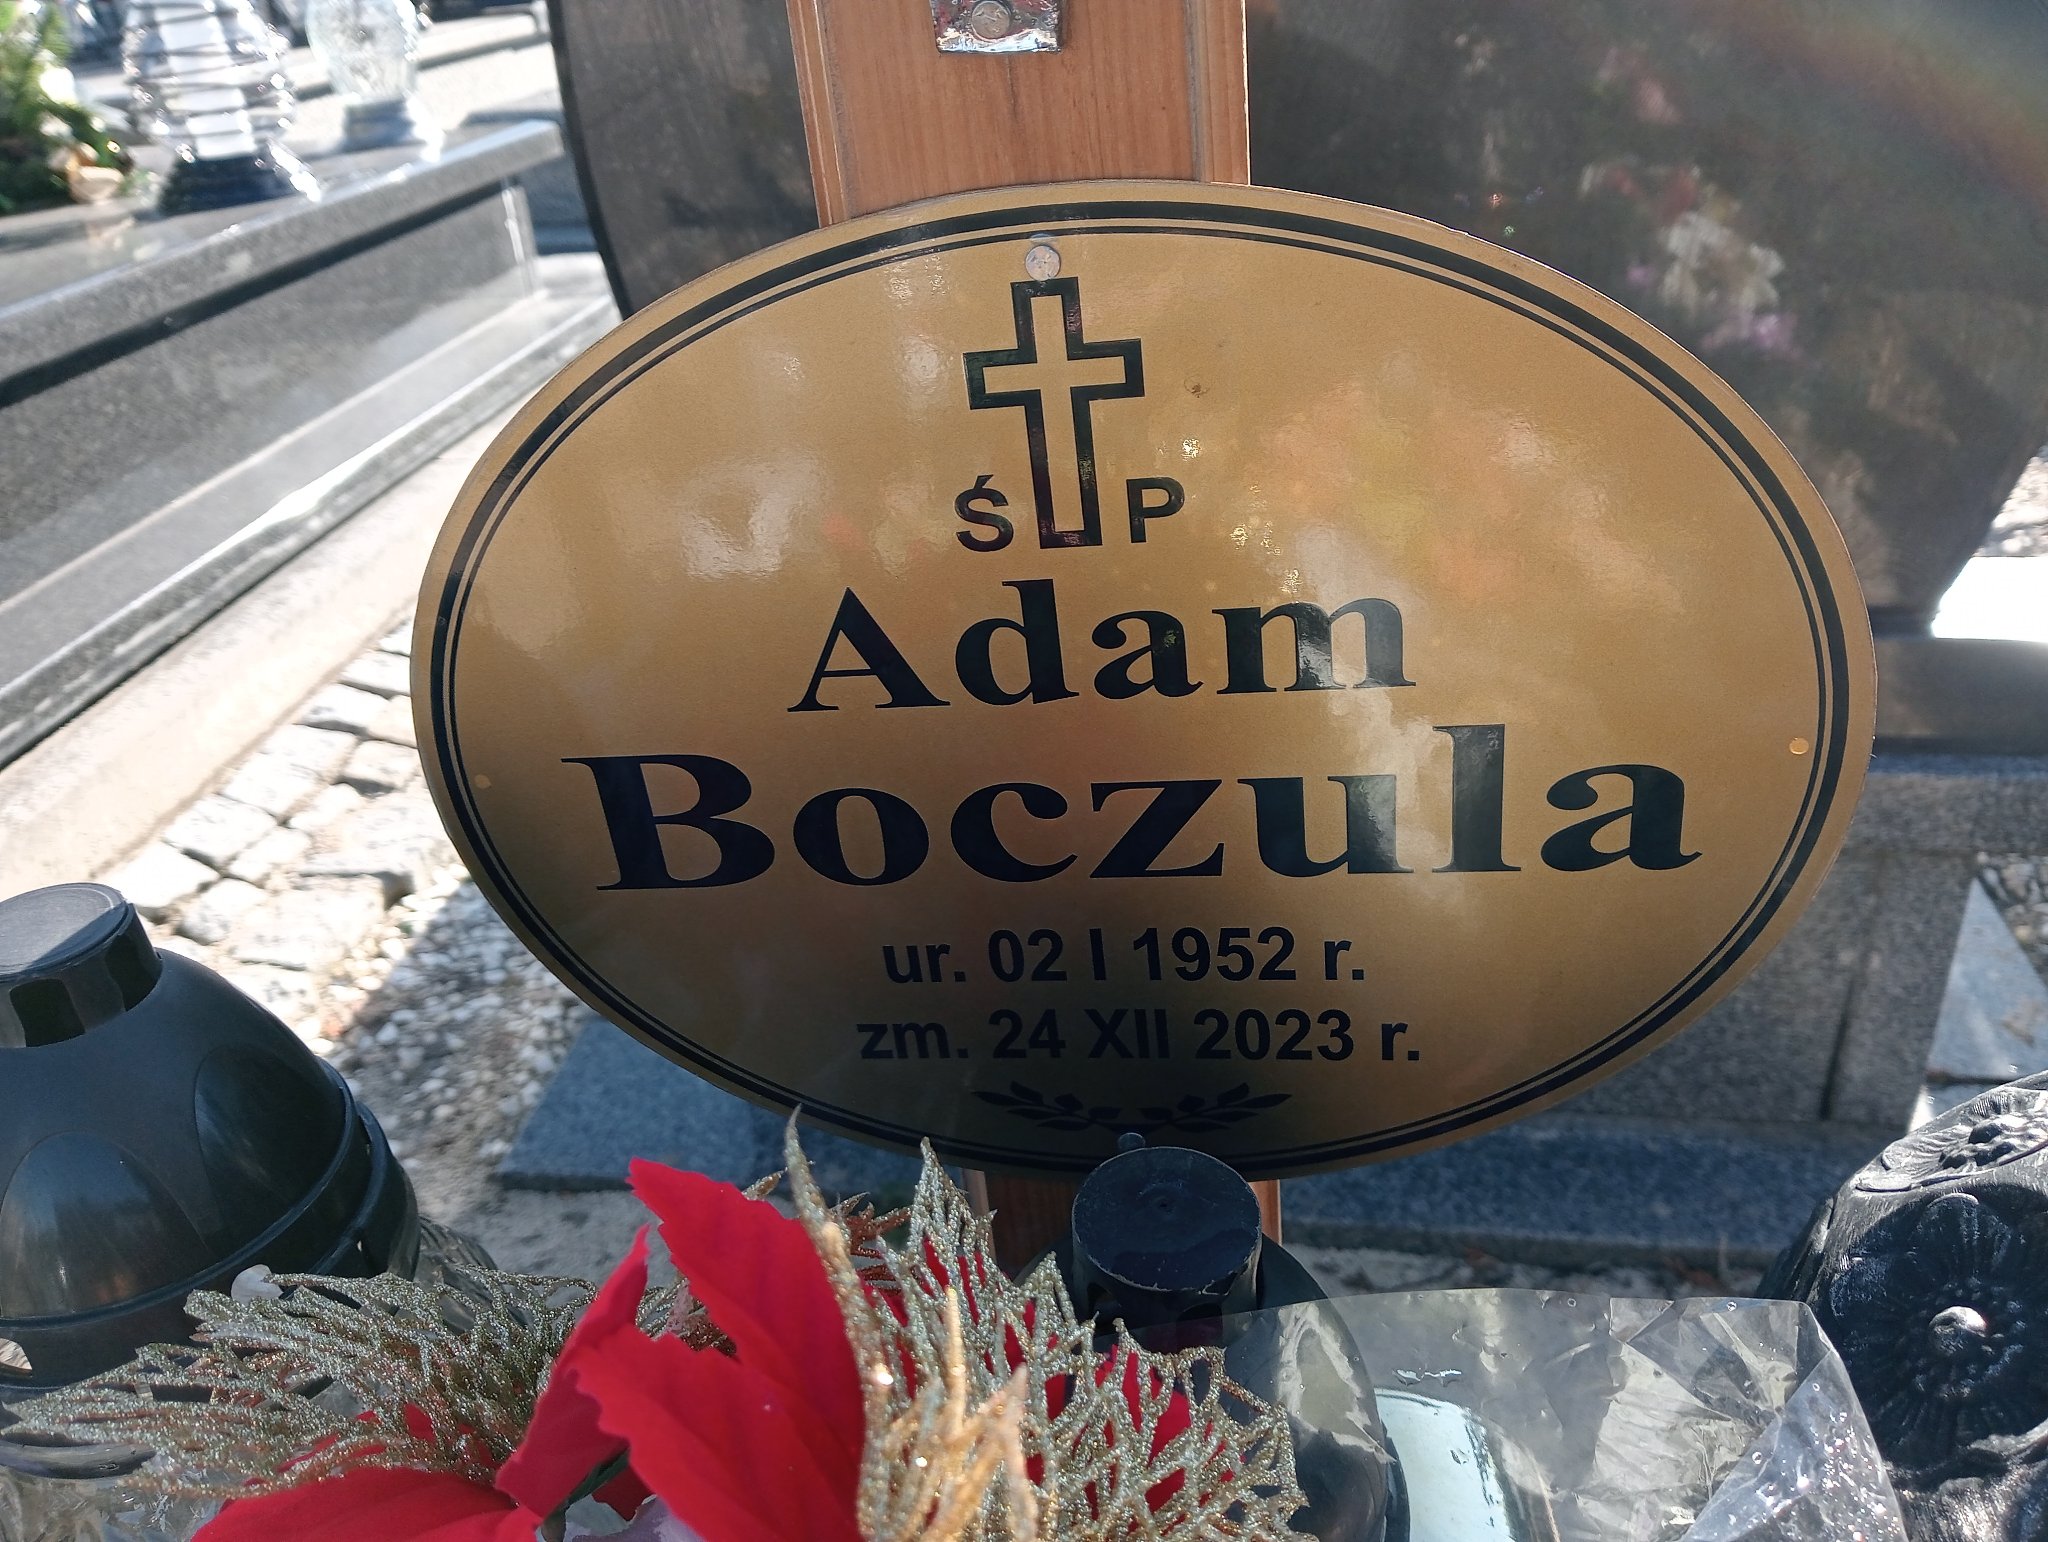 Ś P
Adam
Boczula
ur. 02 I 1952 r.
zm. 24 XII 2023 r.